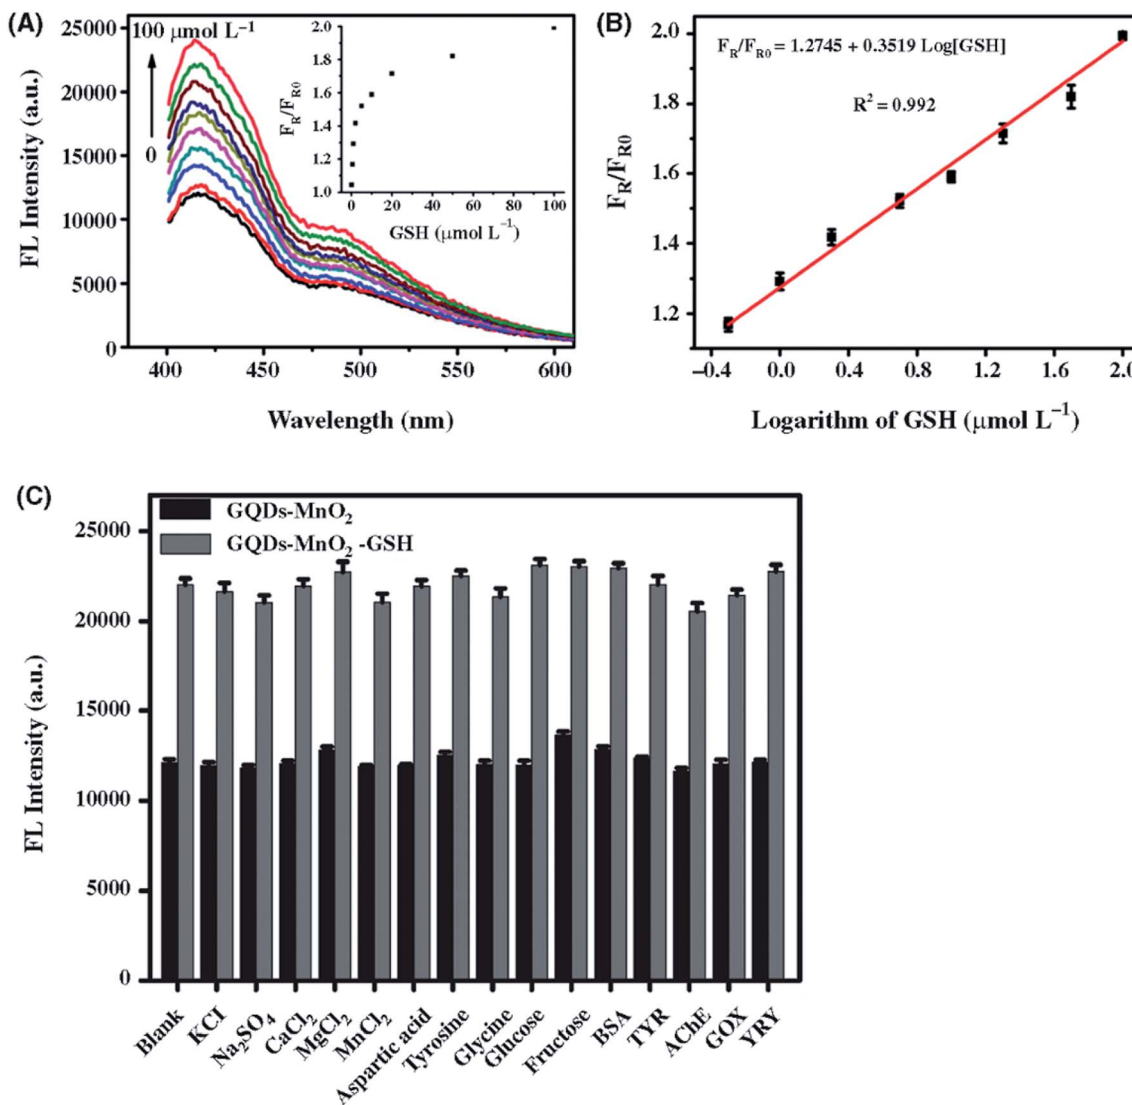 (A)
100 μmol L⁻¹
0
25000
20000
15000
10000
5000
0
FL Intensity (a.u.)
400 450 500 550 600
Wavelength (nm)
2.0
1.8
1.6
1.4
1.2
1.0
F_R/F_R0
0 20 40 60 80 100
GSH (μmol L⁻¹)
(B)
F_R/F_R0 = 1.2745 + 0.3519 Log[GSH]
R² = 0.992
2.0
1.8
1.6
1.4
1.2
F_R/F_R0
−0.4 0.0 0.4 0.8 1.2 1.6 2.0
Logarithm of GSH (μmol L⁻¹)
(C)
GQDs-MnO₂
GQDs-MnO₂ -GSH
25000
20000
15000
10000
5000
0
FL Intensity (a.u.)
Blank
KCl
Na₂SO₄
CaCl₂
MgCl₂
MnCl₂
Aspartic acid
Tyrosine
Glycine
Glucose
Fructose
BSA
TYR
AChE
GOX
YRY